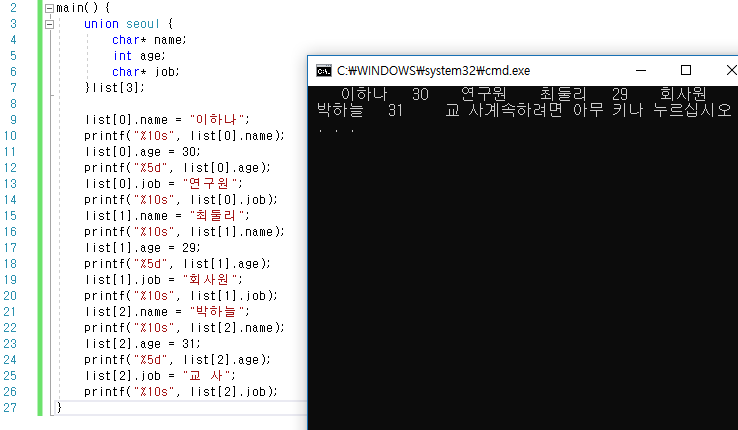 2 main() {
3 union seoul {
4 char* name;
5 int age;
6 char* job;
7 }list[3];
8
9 list[0].name = "이하나";
10 printf("%10s", list[0].name);
11 list[0].age = 30;
12 printf("%5d", list[0].age);
13 list[0].job = "연구원";
14 printf("%10s", list[0].job);
15 list[1].name = "최둘리";
16 printf("%10s", list[1].name);
17 list[1].age = 29;
18 printf("%5d", list[1].age);
19 list[1].job = "회사원";
20 printf("%10s", list[1].job);
21 list[2].name = "박하늘";
22 printf("%10s", list[2].name);
23 list[2].age = 31;
24 printf("%5d", list[2].age);
25 list[2].job = "교 사";
26 printf("%10s", list[2].job);
27 }
C:₩WINDOWS₩system32₩cmd.exe
이하나 30 연구원 최둘리 29 회사원
박하늘 31 교 사계속하려면 아무 키나 누르십시오
. . .